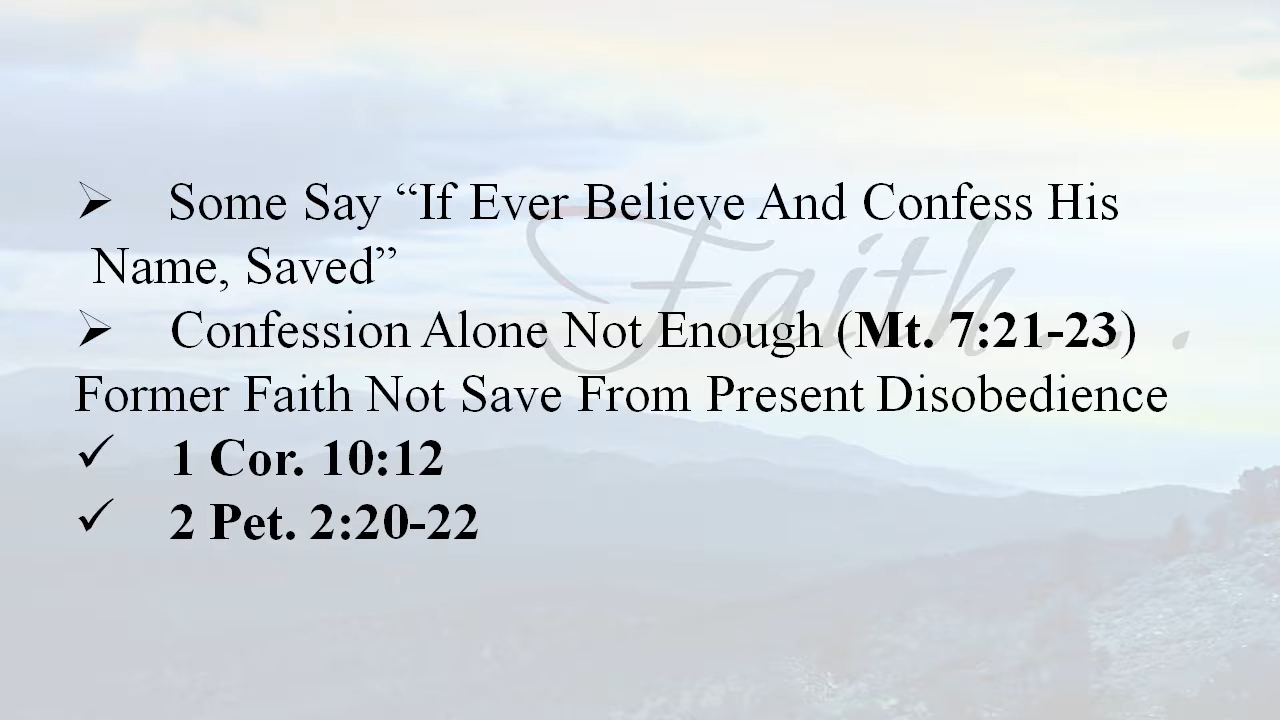 ➢ Some Say “If Ever Believe And Confess His
Name, Saved”
➢ Confession Alone Not Enough (Mt. 7:21-23)
Former Faith Not Save From Present Disobedience
✓ 1 Cor. 10:12
✓ 2 Pet. 2:20-22
Faith . . .